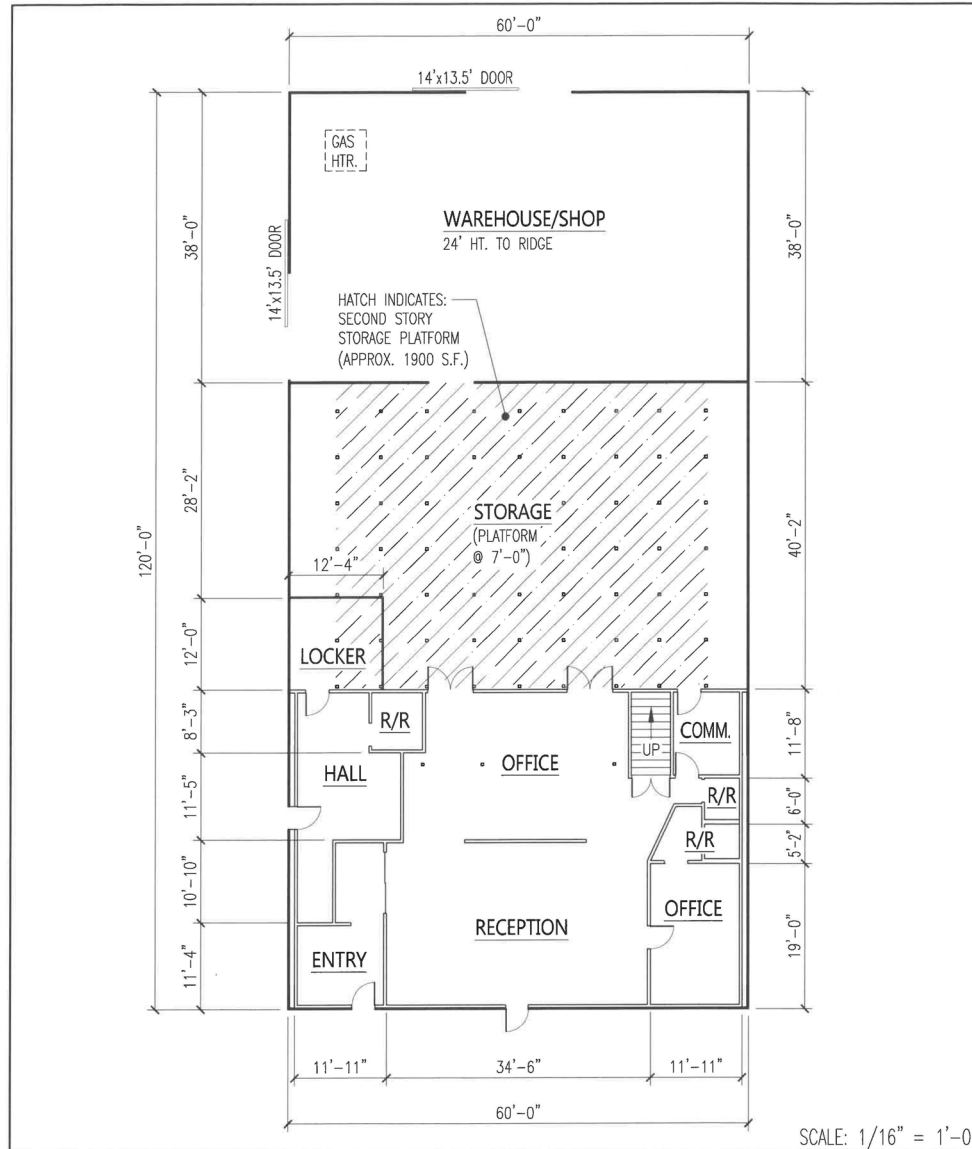 60'-0"
14'x13.5' DOOR
GAS
HTR.
WAREHOUSE/SHOP
24' HT. TO RIDGE
38'-0"
38'-0"
14'x13.5' DOOR
HATCH INDICATES:
SECOND STORY
STORAGE PLATFORM
(APPROX. 1900 S.F.)
28'-2"
STORAGE
(PLATFORM
@ 7'-0")
40'-2"
120'-0"
12'-4"
12'-0"
LOCKER
8'-3"
R/R
COMM.
11'-8"
UP
OFFICE
HALL
11'-5"
R/R
6'-0"
R/R
5'-2"
10'-10"
OFFICE
RECEPTION
19'-0"
11'-4"
ENTRY
11'-11"
34'-6"
11'-11"
60'-0"
SCALE: 1/16" = 1'-0